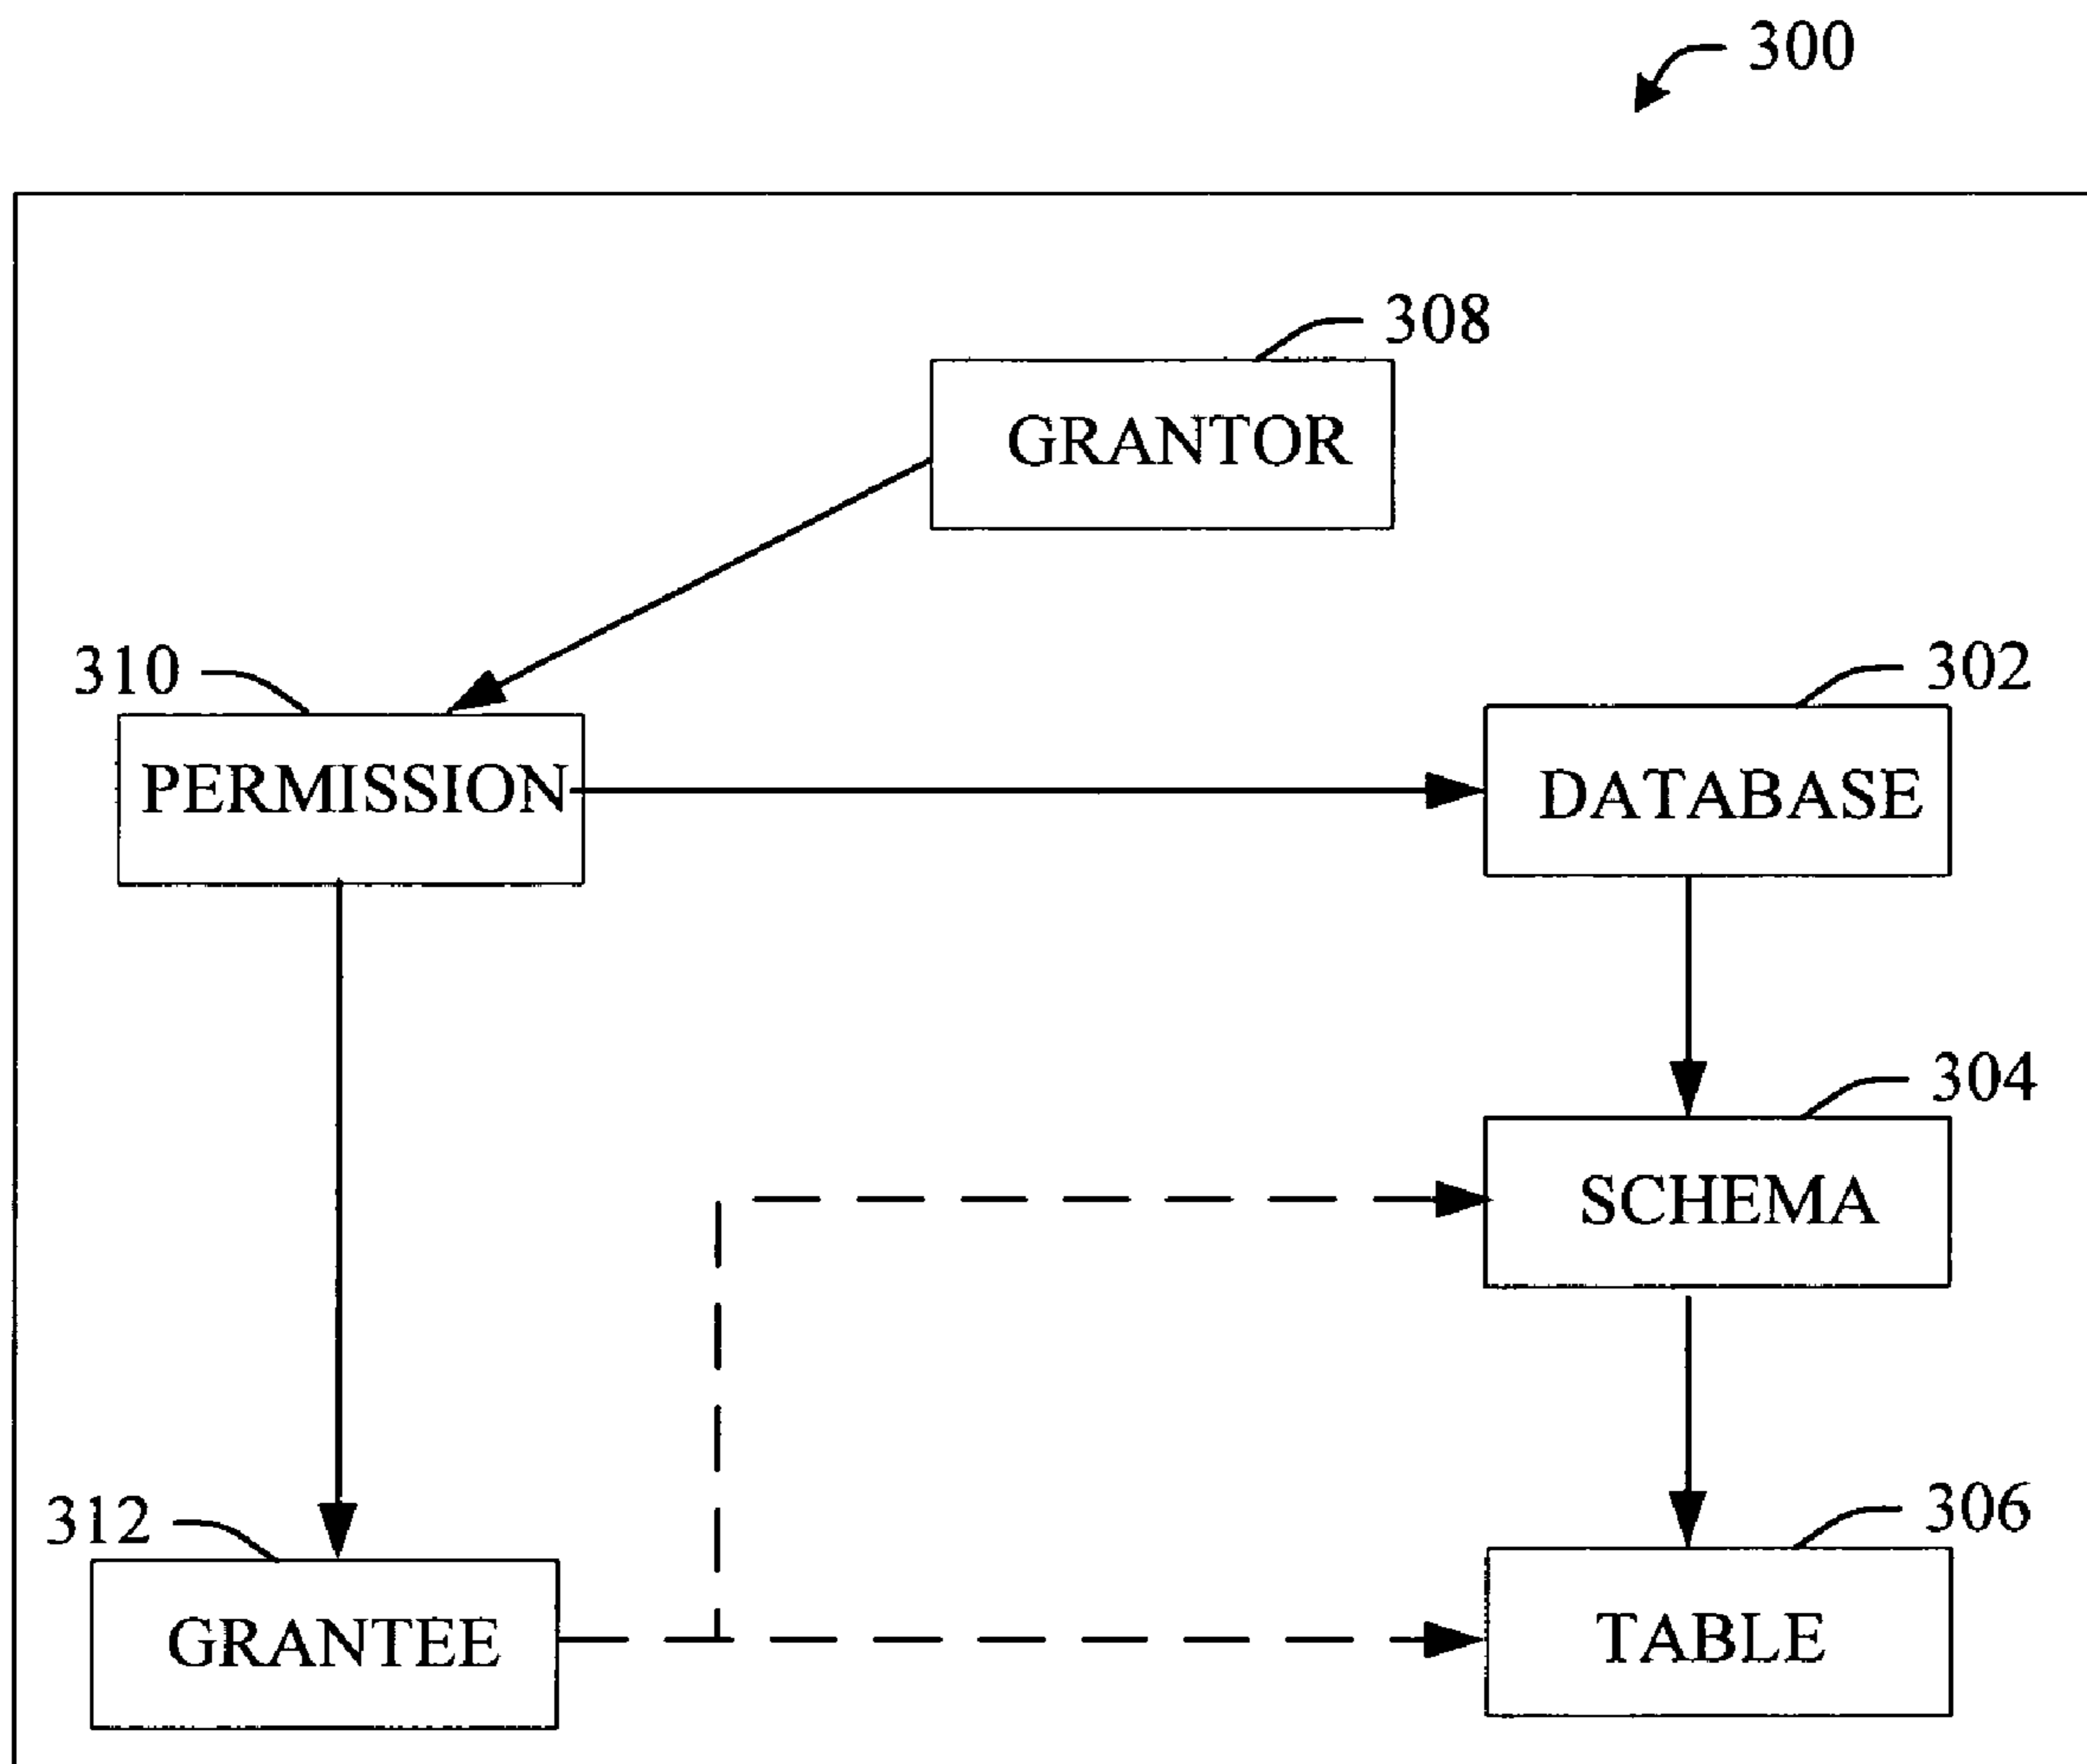 300
308
GRANTOR
310
302
PERMISSION
DATABASE
304
SCHEMA
312
306
GRANTEE
TABLE